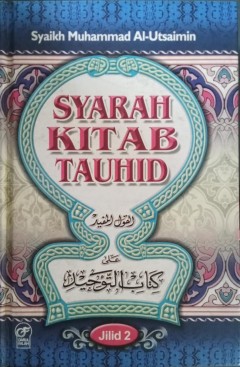 Syaikh Muhammad Al-Utsaimin
SYARAH
KITAB
TAUHID
القول المفيد
على
كتاب التوحيد
Jilid 2